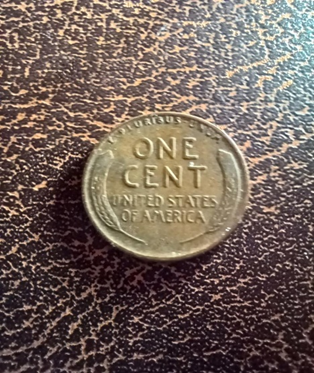 E PLURIBUS UNUM
ONE
CENT
UNITED STATES
OF AMERICA